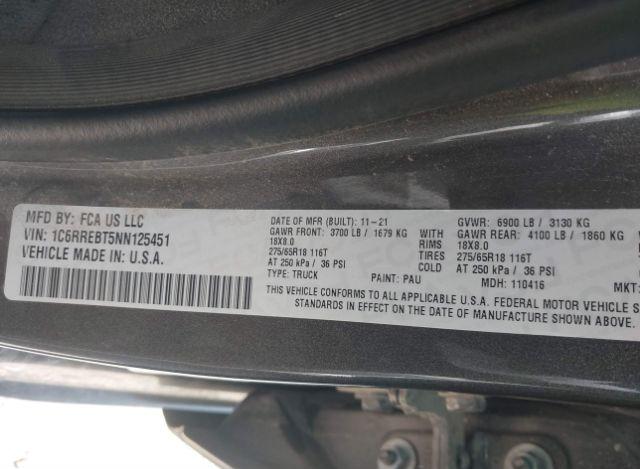 MFD BY: FCA US LLC
VIN: 1C6RREBT5NN125451
VEHICLE MADE IN U.S.A.
DATE OF MFR (BUILT): 11-21
GAWR FRONT: 3700 LB / 1679 KG
18X8.0
275/65R18 116T
AT 250 kPa / 36 PSI
TYPE: TRUCK
PAINT: PAU
WITH
RIMS
TIRES
COLD
GVWR: 6900 LB / 3130 KG
GAWR REAR: 4100 LB / 1860 KG
18X8.0
275/65R18 116T
AT 250 kPa / 36 PSI
MDH: 110416
MKT:
THIS VEHICLE CONFORMS TO ALL APPLICABLE U.S.A. FEDERAL MOTOR VEHICLE S
STANDARDS IN EFFECT ON THE DATE OF MANUFACTURE SHOWN ABOVE.